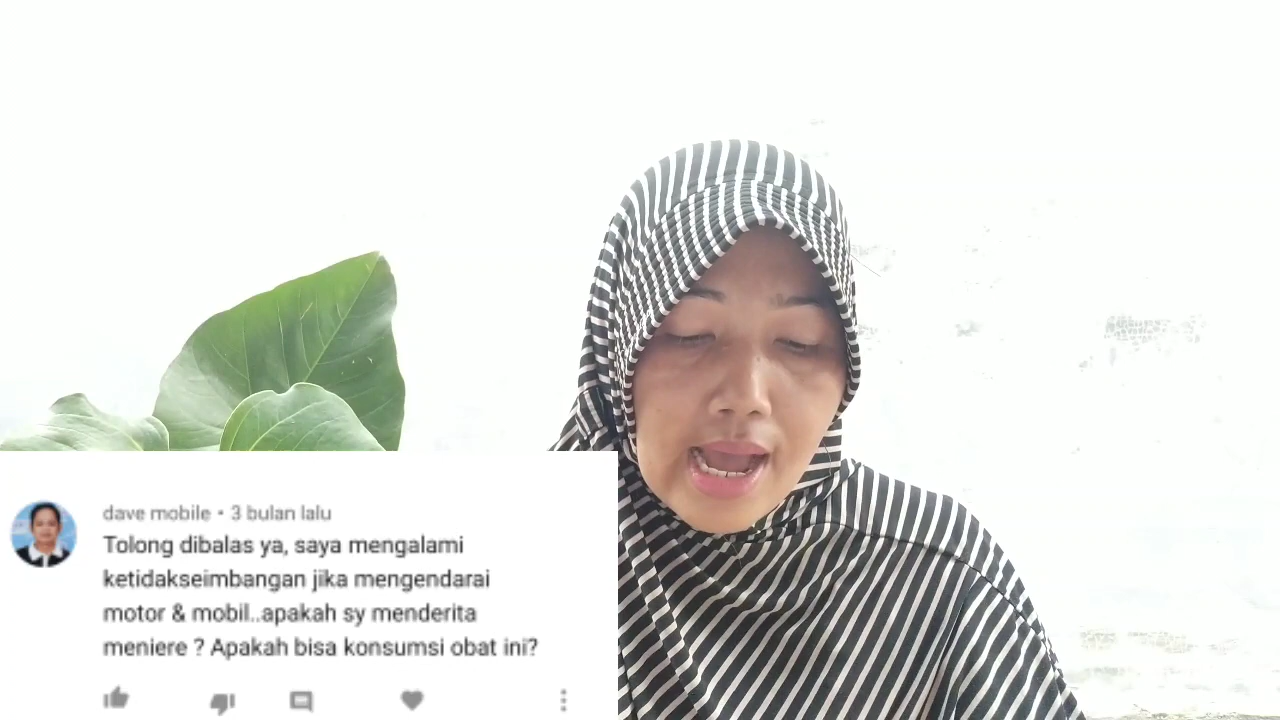 dave mobile • 3 bulan lalu
Tolong dibalas ya, saya mengalami
ketidakseimbangan jika mengendarai
motor & mobil..apakah sy menderita
meniere ? Apakah bisa konsumsi obat ini?